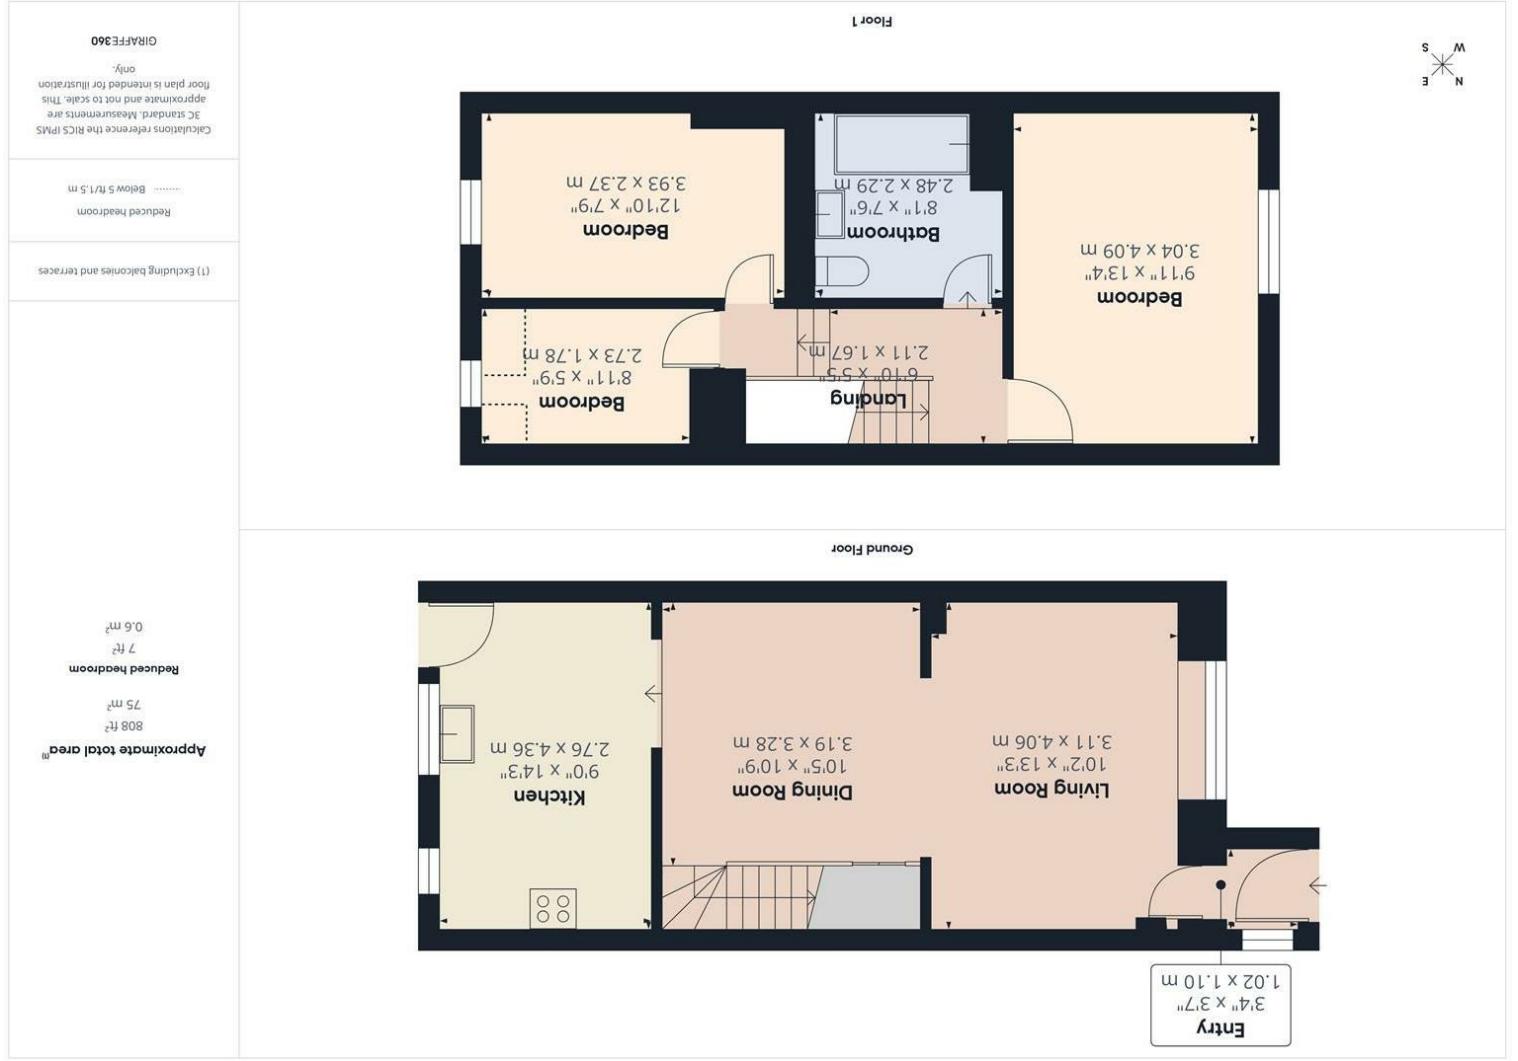 Entry
3'4" x 3'7"
1.02 x 1.10 m
Living Room
10'2" x 13'3"
3.11 x 4.06 m
Dining Room
10'5" x 10'9"
3.19 x 3.28 m
Kitchen
9'0" x 14'3"
2.76 x 4.36 m
Ground Floor
Landing
6'10" x 5'5"
2.11 x 1.67 m
Bedroom
8'11" x 5'9"
2.73 x 1.78 m
Bedroom
9'11" x 13'4"
3.04 x 4.09 m
Bathroom
8'1" x 7'6"
2.48 x 2.29 m
Bedroom
12'10" x 7'9"
3.93 x 2.37 m
N
E
W
S
Floor 1
Approximate total area(1)
808 ft²
75 m²
Reduced headroom
7 ft²
0.6 m²
(1) Excluding balconies and terraces
Reduced headroom
........ Below 5 ft/1.5 m
Calculations reference the RICS IPMS
3C standard. Measurements are
approximate and not to scale. This
floor plan is intended for illustration
only.
GIRAFFE360